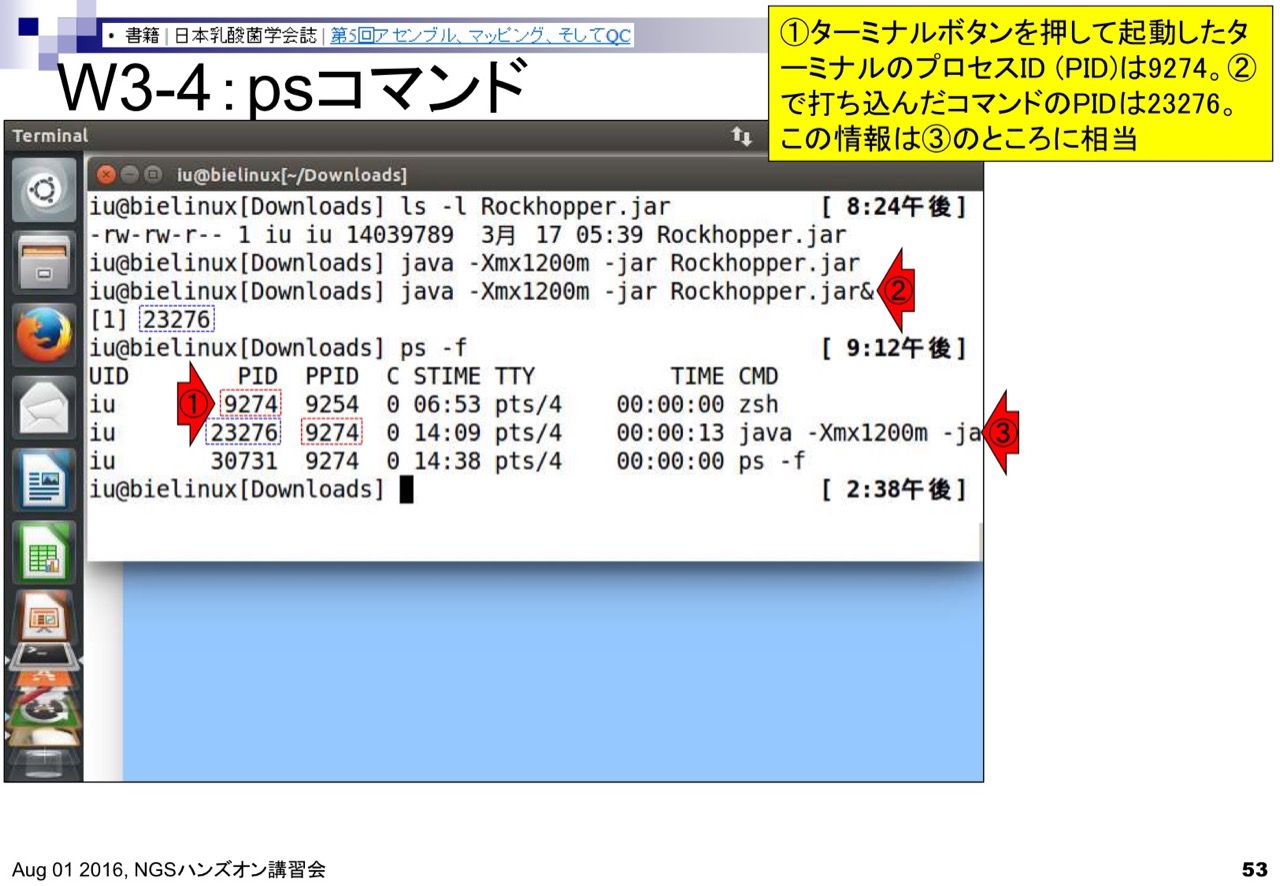 • 書籍 | 日本乳酸菌学会誌 | 第5回アセンブル、マッピング、そしてQC
W3-4：psコマンド
①ターミナルボタンを押して起動したタ
ーミナルのプロセスID (PID)は9274。②
で打ち込んだコマンドのPIDは23276。
この情報は③のところに相当
Terminal
iu@bielinux[~/Downloads]
iu@bielinux[Downloads] ls -l Rockhopper.jar [ 8:24午後]
-rw-rw-r-- 1 iu iu 14039789 3月 17 05:39 Rockhopper.jar
iu@bielinux[Downloads] java -Xmx1200m -jar Rockhopper.jar
iu@bielinux[Downloads] java -Xmx1200m -jar Rockhopper.jar& ②
[1] 23276
iu@bielinux[Downloads] ps -f [ 9:12午後]
UID PID PPID C STIME TTY TIME CMD
iu ① 9274 9254 0 06:53 pts/4 00:00:00 zsh
iu 23276 9274 0 14:09 pts/4 00:00:13 java -Xmx1200m -ja ③
iu 30731 9274 0 14:38 pts/4 00:00:00 ps -f
iu@bielinux[Downloads] [ 2:38午後]
Aug 01 2016, NGSハンズオン講習会
53